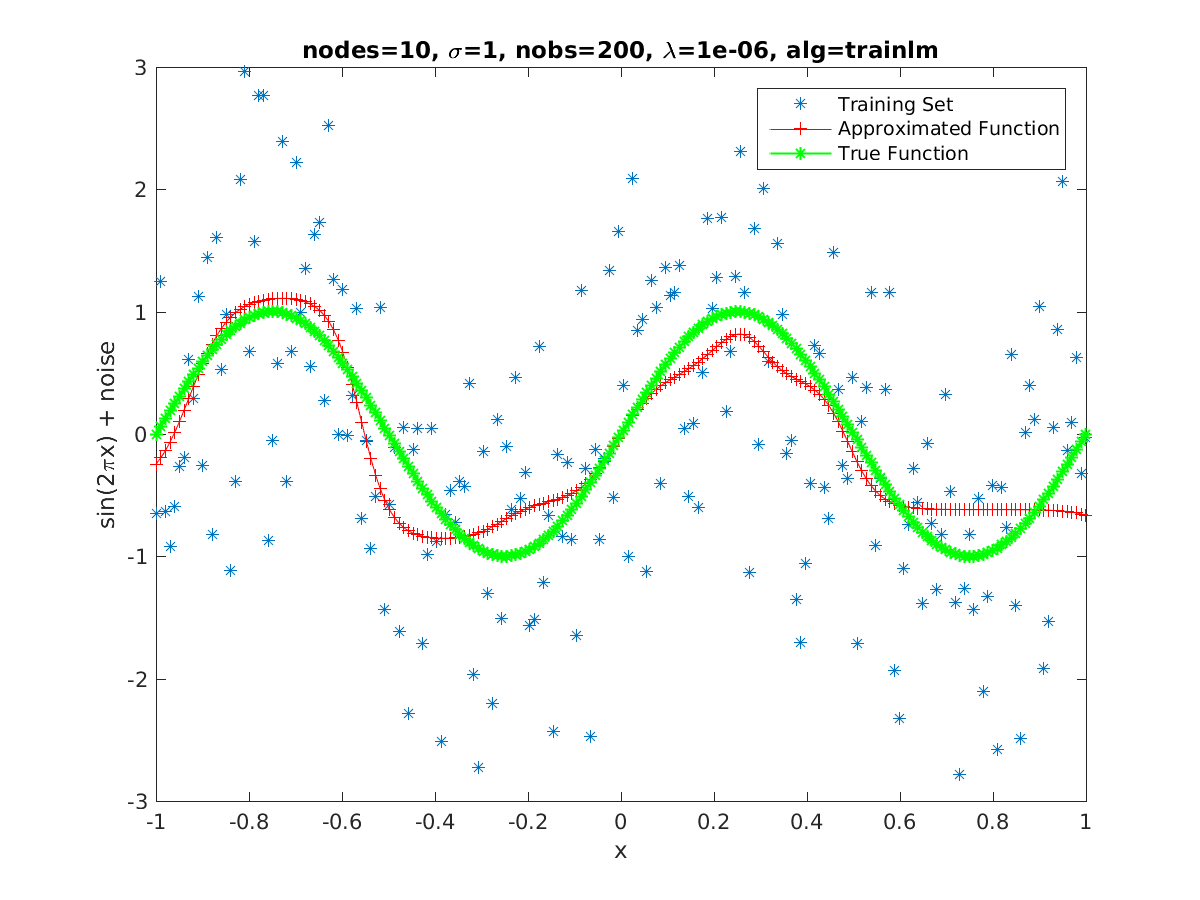 nodes=10, σ=1, nobs=200, λ=1e-06, alg=trainlm
Training Set
Approximated Function
True Function
sin(2πx) + noise
3
2
1
0
-1
-2
-3
-1 -0.8 -0.6 -0.4 -0.2 0 0.2 0.4 0.6 0.8 1
x